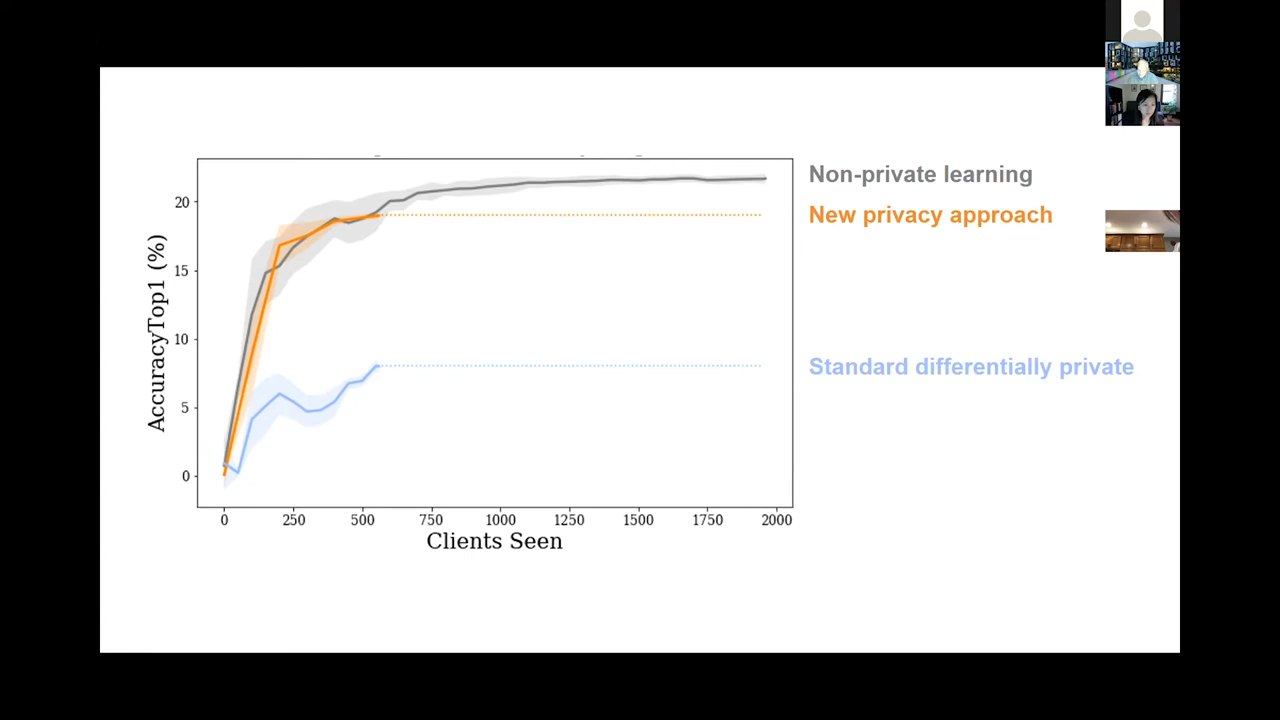 Non-private learning
New privacy approach
Standard differentially private
AccuracyTop1 (%)
20
15
10
5
0
0 250 500 750 1000 1250 1500 1750 2000
Clients Seen